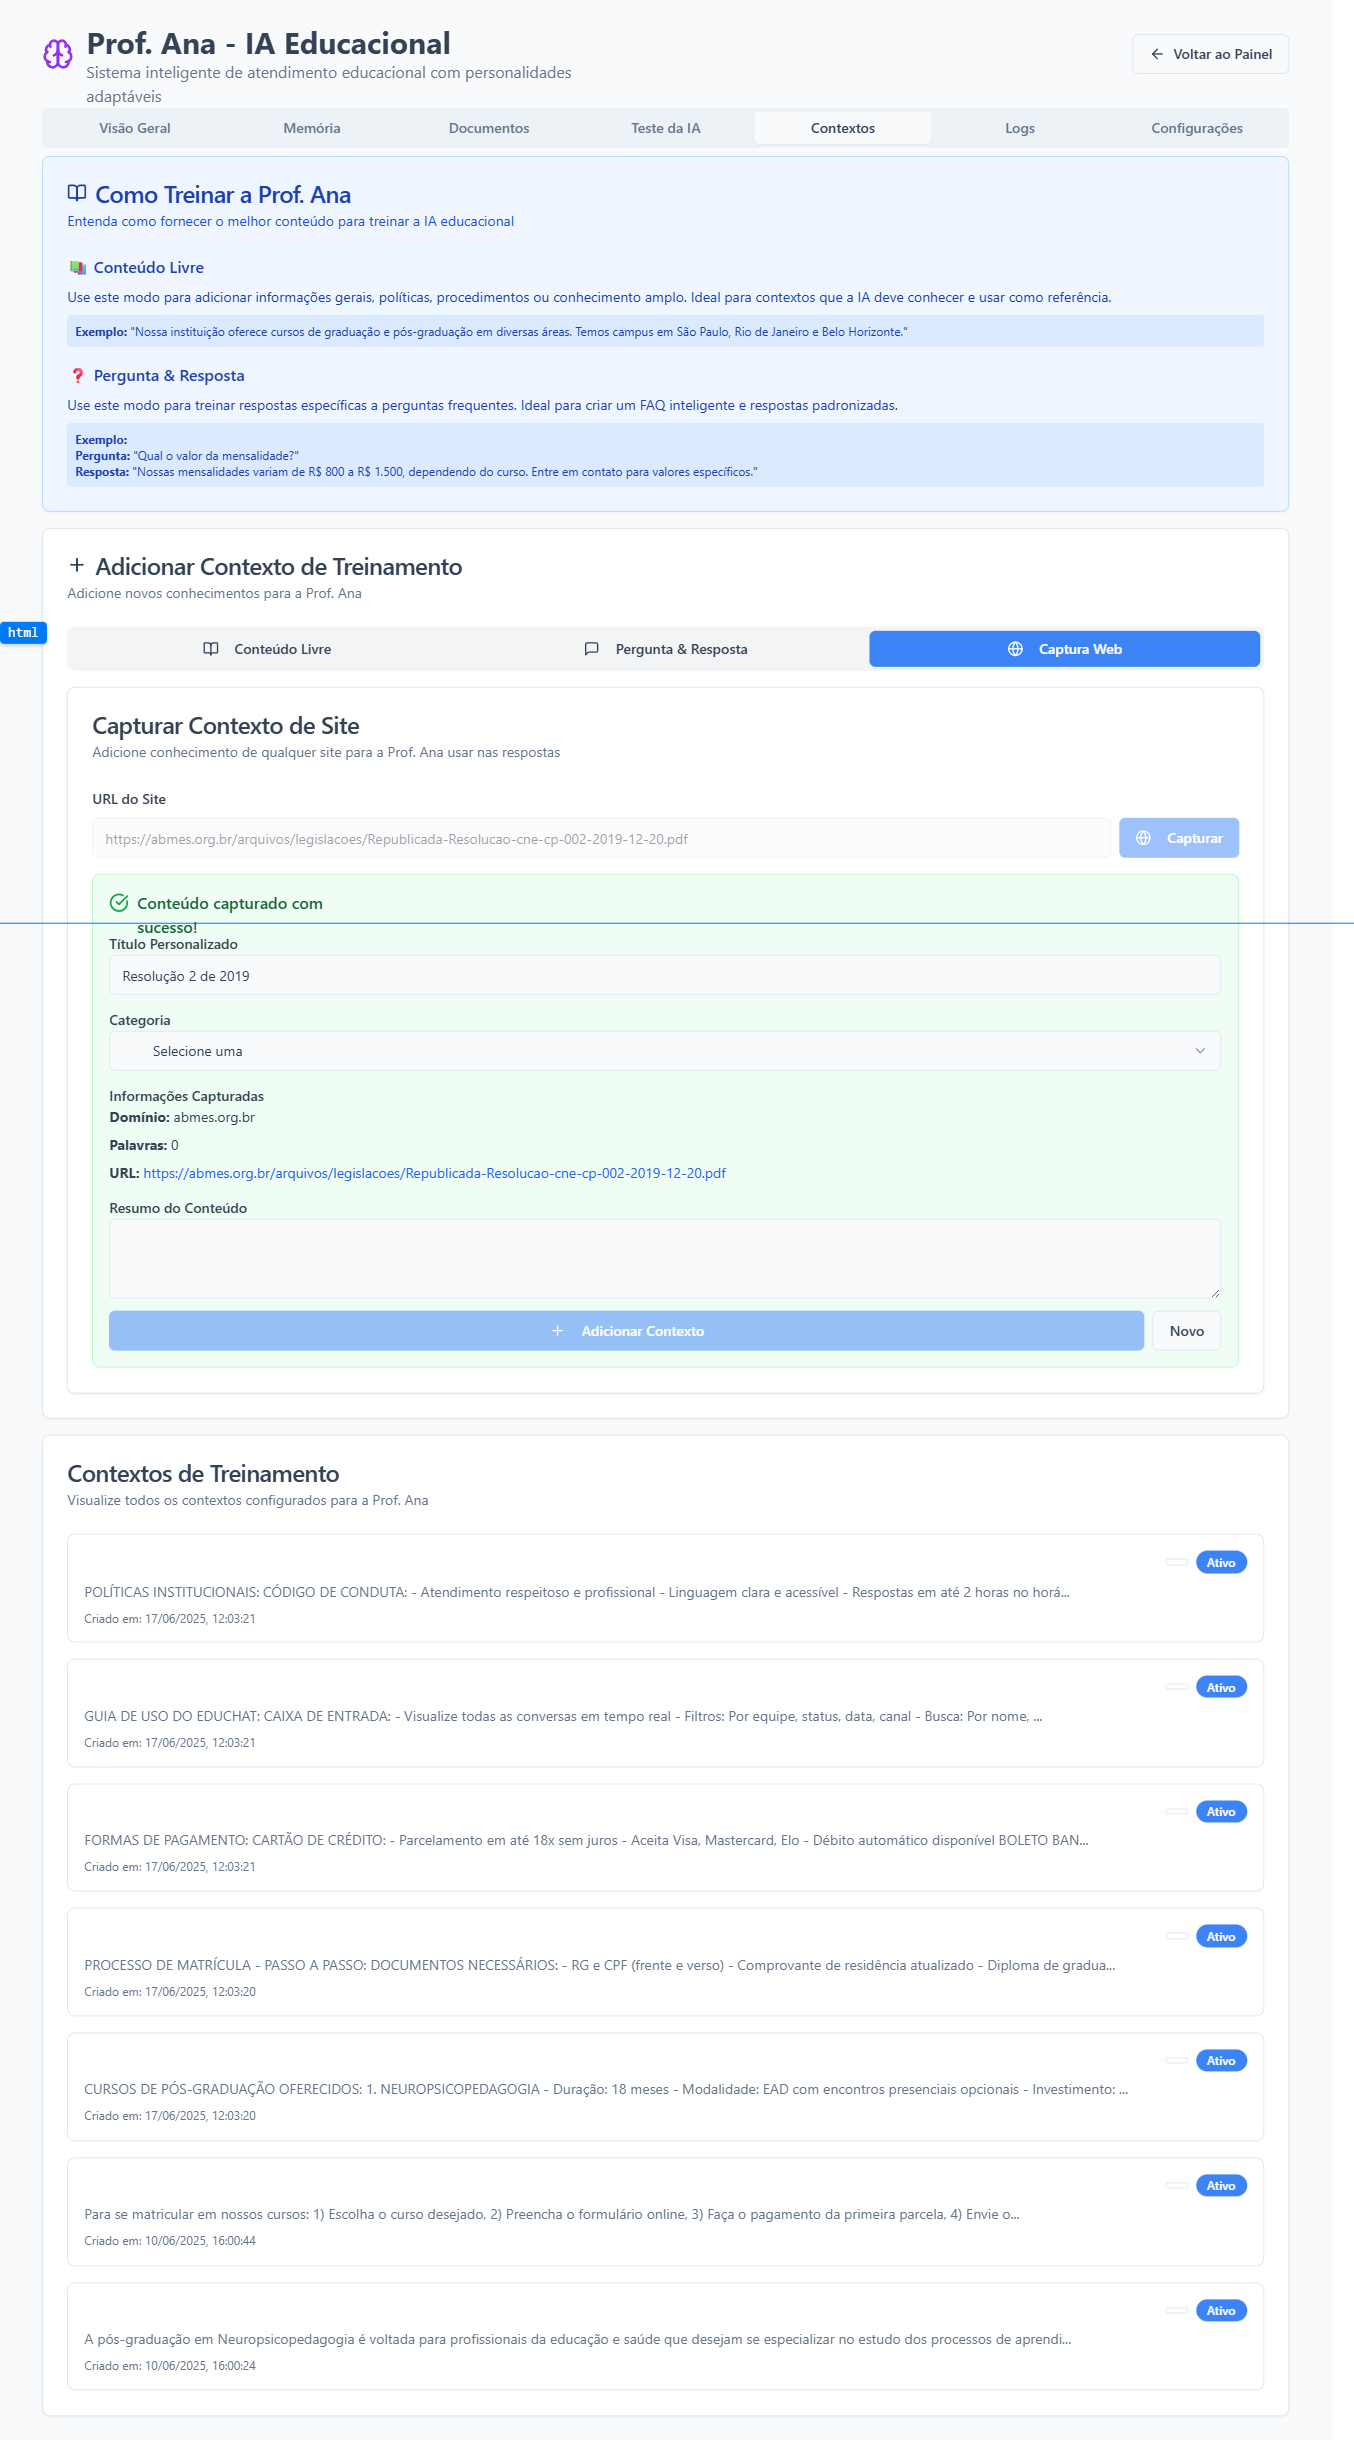 Prof. Ana - IA Educacional
Sistema inteligente de atendimento educacional com personalidades
adaptáveis
Voltar ao Painel
Visão Geral
Memória
Documentos
Teste da IA
Contextos
Logs
Configurações
Como Treinar a Prof. Ana
Entenda como fornecer o melhor conteúdo para treinar a IA educacional
Conteúdo Livre
Use este modo para adicionar informações gerais, políticas, procedimentos ou conhecimento amplo. Ideal para contextos que a IA deve conhecer e usar como referência.
Exemplo: "Nossa instituição oferece cursos de graduação e pós-graduação em diversas áreas. Temos campus em São Paulo, Rio de Janeiro e Belo Horizonte."
Pergunta & Resposta
Use este modo para treinar respostas específicas a perguntas frequentes. Ideal para criar um FAQ inteligente e respostas padronizadas.
Exemplo:
Pergunta: "Qual o valor da mensalidade?"
Resposta: "Nossas mensalidades variam de R$ 800 a R$ 1.500, dependendo do curso. Entre em contato para valores específicos."
Adicionar Contexto de Treinamento
Adicione novos conhecimentos para a Prof. Ana
html
Conteúdo Livre
Pergunta & Resposta
Captura Web
Capturar Contexto de Site
Adicione conhecimento de qualquer site para a Prof. Ana usar nas respostas
URL do Site
https://abmes.org.br/arquivos/legislacoes/Republicada-Resolucao-cne-cp-002-2019-12-20.pdf
Capturar
Conteúdo capturado com
sucesso!
Título Personalizado
Resolução 2 de 2019
Categoria
Selecione uma
Informações Capturadas
Domínio: abmes.org.br
Palavras: 0
URL: https://abmes.org.br/arquivos/legislacoes/Republicada-Resolucao-cne-cp-002-2019-12-20.pdf
Resumo do Conteúdo
Adicionar Contexto
Novo
Contextos de Treinamento
Visualize todos os contextos configurados para a Prof. Ana
Ativo
POLÍTICAS INSTITUCIONAIS: CÓDIGO DE CONDUTA: - Atendimento respeitoso e profissional - Linguagem clara e acessível - Respostas em até 2 horas no horá...
Criado em: 17/06/2025, 12:03:21
Ativo
GUIA DE USO DO EDUCHAT: CAIXA DE ENTRADA: - Visualize todas as conversas em tempo real - Filtros: Por equipe, status, data, canal - Busca: Por nome, ...
Criado em: 17/06/2025, 12:03:21
Ativo
FORMAS DE PAGAMENTO: CARTÃO DE CRÉDITO: - Parcelamento em até 18x sem juros - Aceita Visa, Mastercard, Elo - Débito automático disponível BOLETO BAN...
Criado em: 17/06/2025, 12:03:21
Ativo
PROCESSO DE MATRÍCULA - PASSO A PASSO: DOCUMENTOS NECESSÁRIOS: - RG e CPF (frente e verso) - Comprovante de residência atualizado - Diploma de gradua...
Criado em: 17/06/2025, 12:03:20
Ativo
CURSOS DE PÓS-GRADUAÇÃO OFERECIDOS: 1. NEUROPSICOPEDAGOGIA - Duração: 18 meses - Modalidade: EAD com encontros presenciais opcionais - Investimento: ...
Criado em: 17/06/2025, 12:03:20
Ativo
Para se matricular em nossos cursos: 1) Escolha o curso desejado, 2) Preencha o formulário online, 3) Faça o pagamento da primeira parcela, 4) Envie o...
Criado em: 10/06/2025, 16:00:44
Ativo
A pós-graduação em Neuropsicopedagogia é voltada para profissionais da educação e saúde que desejam se especializar no estudo dos processos de aprendi...
Criado em: 10/06/2025, 16:00:24